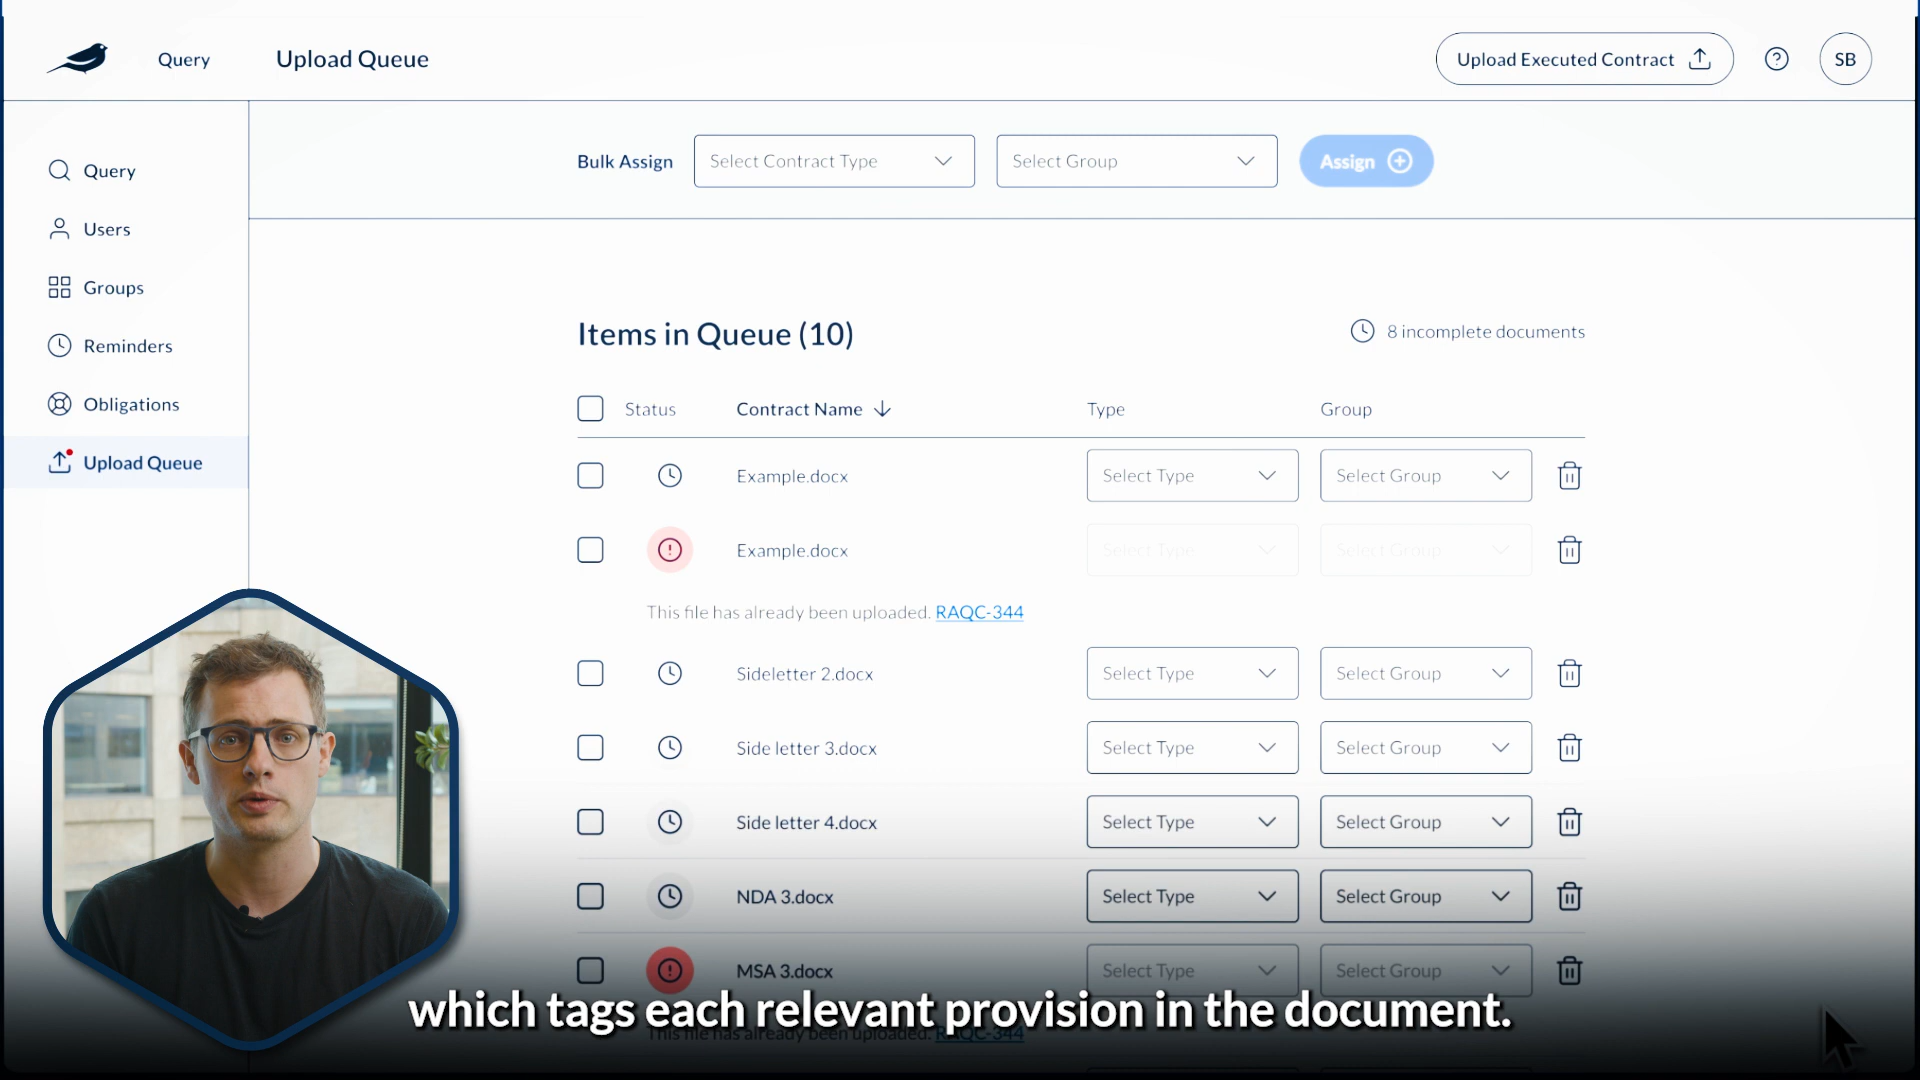 Query
Upload Queue
Upload Executed Contract
SB
Query
Users
Groups
Reminders
Obligations
Upload Queue
Bulk Assign
Select Contract Type
Select Group
Assign
Items in Queue (10)
8 incomplete documents
Status
Contract Name
Type
Group
Example.docx
Select Type
Select Group
Example.docx
Select Type
Select Group
This file has already been uploaded. RAQC-344
Sideletter 2.docx
Select Type
Select Group
Side letter 3.docx
Select Type
Select Group
Side letter 4.docx
Select Type
Select Group
NDA 3.docx
Select Type
Select Group
MSA 3.docx
Select Type
Select Group
which tags each relevant provision in the document.
This file has already been uploaded. RAQC-344